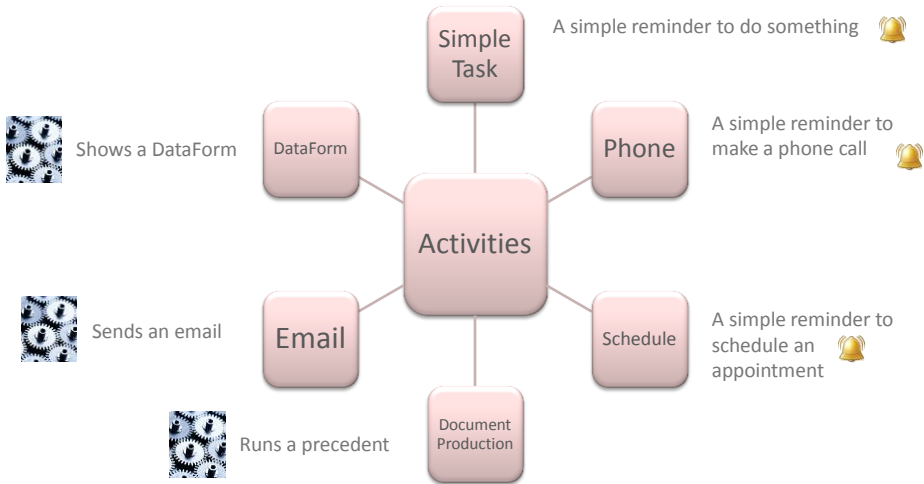 Simple
Task
A simple reminder to do something
Shows a DataForm
DataForm
Phone
A simple reminder to
make a phone call
Activities
Sends an email
Email
Schedule
A simple reminder to
schedule an
appointment
Runs a precedent
Document
Production